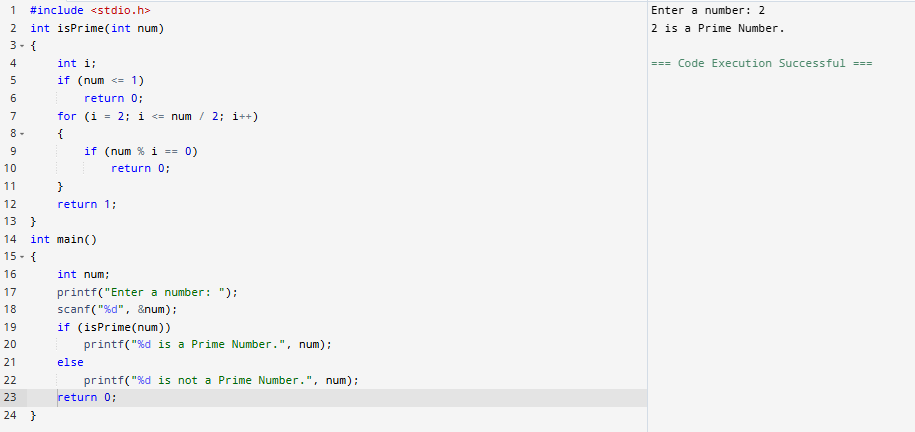 1 #include <stdio.h>
2 int isPrime(int num)
3 {
4     int i;
5     if (num <= 1)
6         return 0;
7     for (i = 2; i <= num / 2; i++)
8     {
9         if (num % i == 0)
10             return 0;
11     }
12     return 1;
13 }
14 int main()
15 {
16     int num;
17     printf("Enter a number: ");
18     scanf("%d", &num);
19     if (isPrime(num))
20         printf("%d is a Prime Number.", num);
21     else
22         printf("%d is not a Prime Number.", num);
23     return 0;
24 }
Enter a number: 2
2 is a Prime Number.
=== Code Execution Successful ===